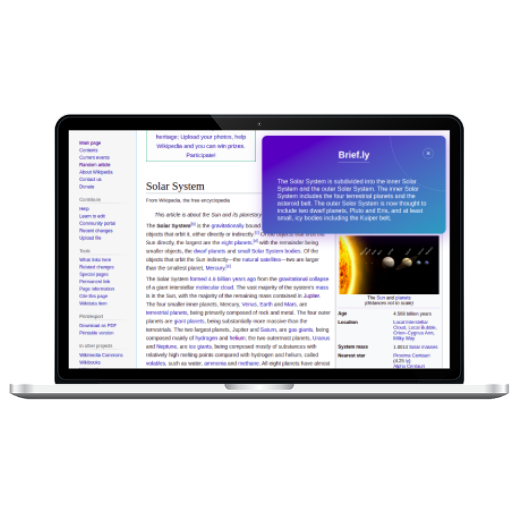 Main page
Contents
Current events
Random article
About Wikipedia
Contact us
Donate
Contribute
Help
Learn to edit
Community portal
Recent changes
Upload file
Tools
What links here
Related changes
Special pages
Permanent link
Page information
Cite this page
Wikidata item
Print/export
Download as PDF
Printable version
In other projects
Wikimedia Commons
Wikibooks
heritage, Upload your photos, help
Wikipedia and you can win prizes.
Participate!
Solar System
From Wikipedia, the free encyclopedia
This article is about the Sun and its planetary
The Solar System is the gravitationally bound
objects that orbit it, either directly or indirectly. Of the objects that orbit the
Sun directly, the largest are the eight planets, with the remaining being
smaller objects, the dwarf planets and small Solar System bodies. Of the
objects that orbit the Sun indirectly—the natural satellites—two are larger
than the smallest planet, Mercury.
The Solar System formed 4.6 billion years ago from the gravitational collapse
of a giant interstellar molecular cloud. The vast majority of the system's mass
is in the Sun, with the majority of the remaining mass contained in Jupiter.
The four smaller inner planets, Mercury, Venus, Earth and Mars, are
terrestrial planets, being primarily composed of rock and metal. The four outer
planets are giant planets, being substantially more massive than the
terrestrials. The two largest planets, Jupiter and Saturn, are gas giants, being
composed mainly of hydrogen and helium; the two outermost planets, Uranus
and Neptune, are ice giants, being composed mostly of substances with
relatively high melting points compared with hydrogen and helium, called
volatiles, such as water, ammonia and methane. All eight planets have almost
Brief.ly
The Solar System is subdivided into the inner Solar
System and the outer Solar System. The inner Solar
System includes the four terrestrial planets and the
asteroid belt. The outer Solar System is now thought to
include two dwarf planets, Pluto and Eris, and at least
small, icy bodies including the Kuiper belt.
The Sun and planets
(distances not to scale)
Age 4.568 billion years
Location Local Interstellar
Cloud, Local Bubble,
Orion–Cygnus Arm,
Milky Way
System mass 1.0014 Solar masses
Nearest star Proxima Centauri
(4.25 ly)
Alpha Centauri